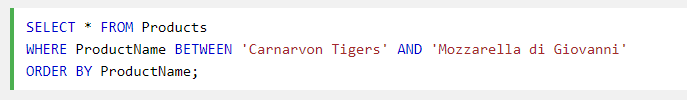 SELECT * FROM Products
WHERE ProductName BETWEEN 'Carnarvon Tigers' AND 'Mozzarella di Giovanni'
ORDER BY ProductName;